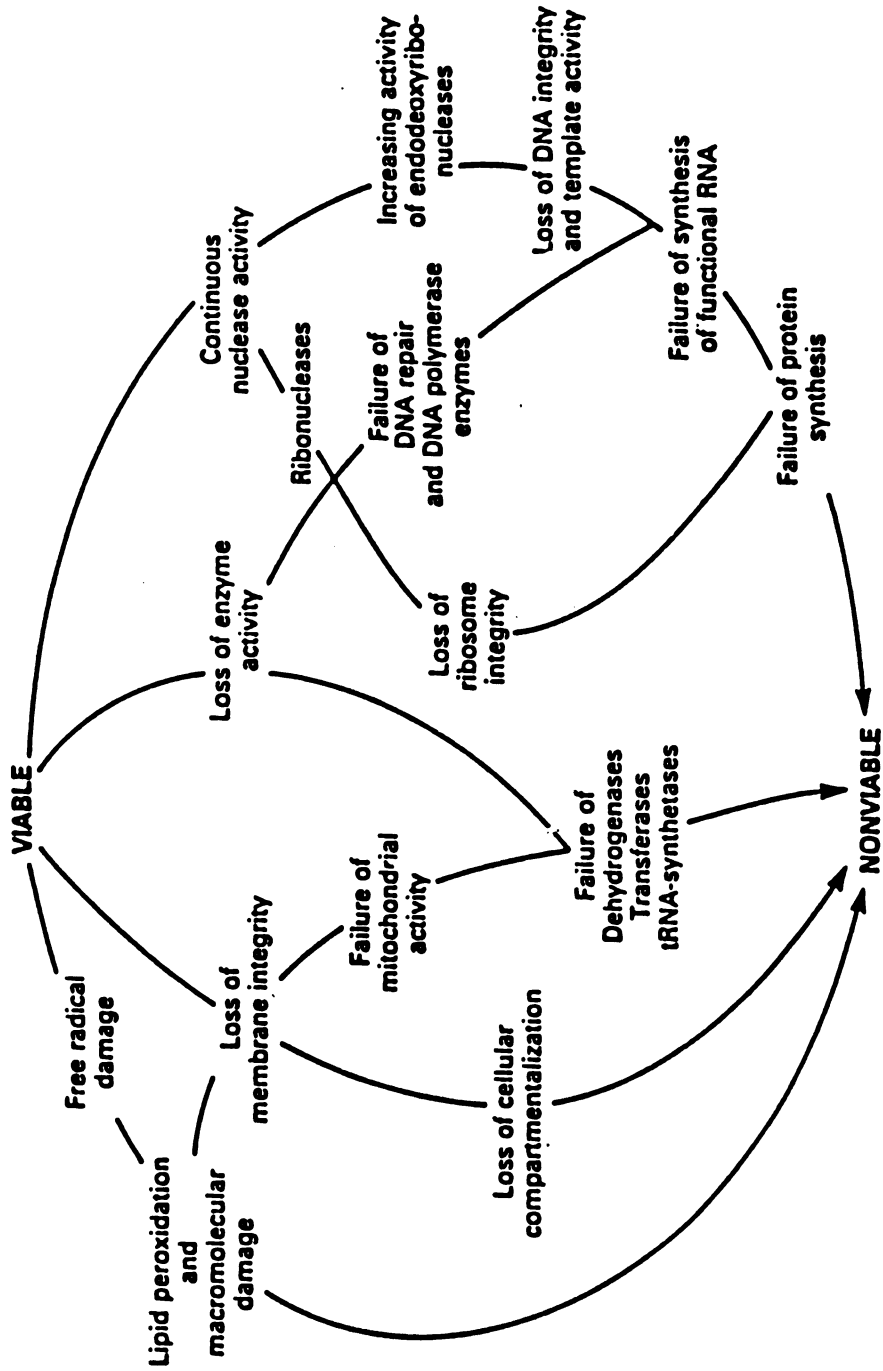 VIABLE
Free radical
damage
Lipid peroxidation
and
macromolecular
damage
Loss of
membrane integrity
Loss of enzyme
activity
Continuous
nuclease activity
Failure of
mitochondrial
activity
Ribonucleases
Failure of
DNA repair
and DNA polymerase
enzymes
Increasing activity
of endodeoxyribo-
nucleases
Loss of cellular
compartmentalization
Loss of
ribosome
integrity
Loss of DNA integrity
and template activity
Failure of
Dehydrogenases
Transferases
tRNA-synthetases
Failure of synthesis
of functional RNA
Failure of protein
synthesis
NONVIABLE